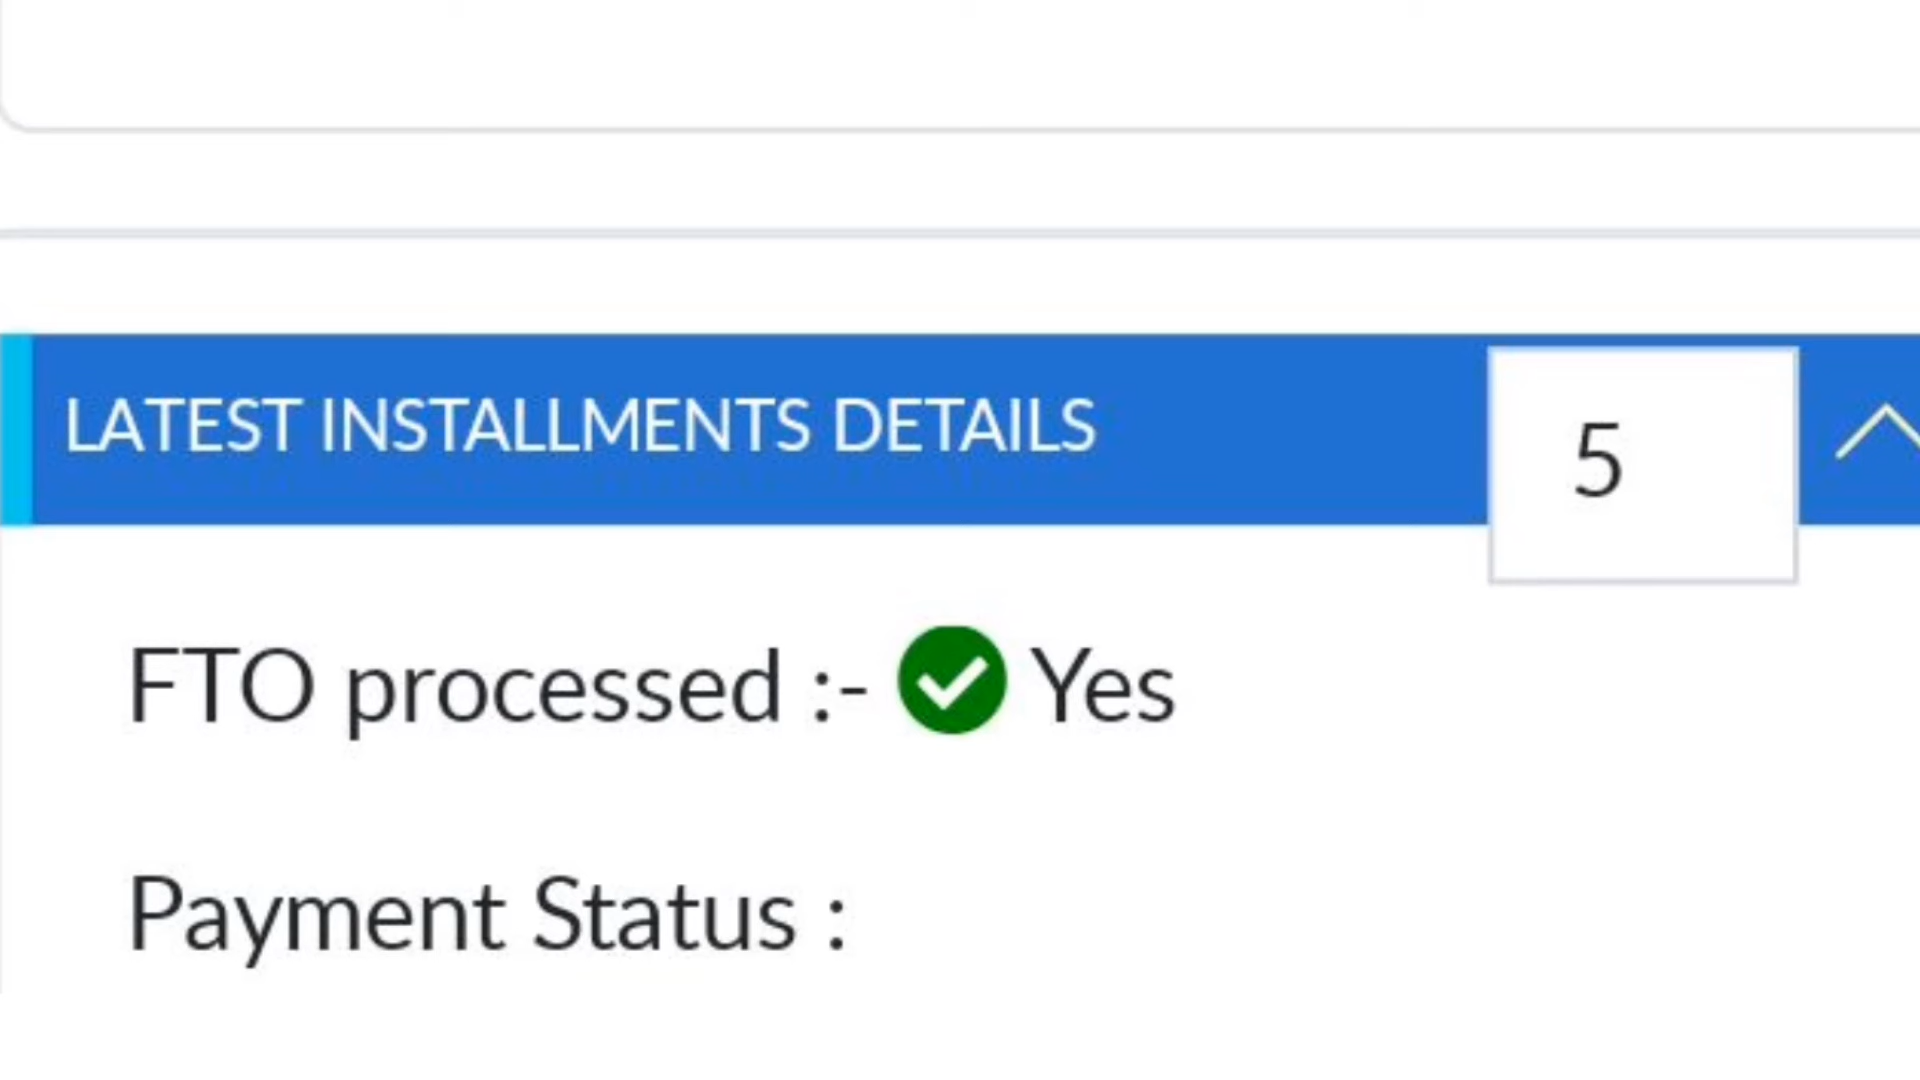 LATEST INSTALLMENTS DETAILS
5
FTO processed :- Yes
Payment Status :